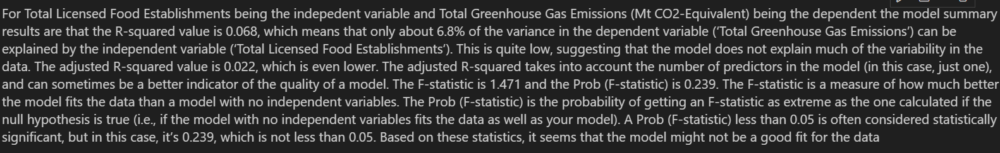 For Total Licensed Food Establishments being the indepedent variable and Total Greenhouse Gas Emissions (Mt CO2-Equivalent) being the dependent the model summary
results are that the R-squared value is 0.068, which means that only about 6.8% of the variance in the dependent variable (‘Total Greenhouse Gas Emissions’) can be
explained by the independent variable (‘Total Licensed Food Establishments’). This is quite low, suggesting that the model does not explain much of the variability in the
data. The adjusted R-squared value is 0.022, which is even lower. The adjusted R-squared takes into account the number of predictors in the model (in this case, just one),
and can sometimes be a better indicator of the quality of a model. The F-statistic is 1.471 and the Prob (F-statistic) is 0.239. The F-statistic is a measure of how much better
the model fits the data than a model with no independent variables. The Prob (F-statistic) is the probability of getting an F-statistic as extreme as the one calculated if the
null hypothesis is true (i.e., if the model with no independent variables fits the data as well as your model). A Prob (F-statistic) less than 0.05 is often considered statistically
significant, but in this case, it’s 0.239, which is not less than 0.05. Based on these statistics, it seems that the model might not be a good fit for the data